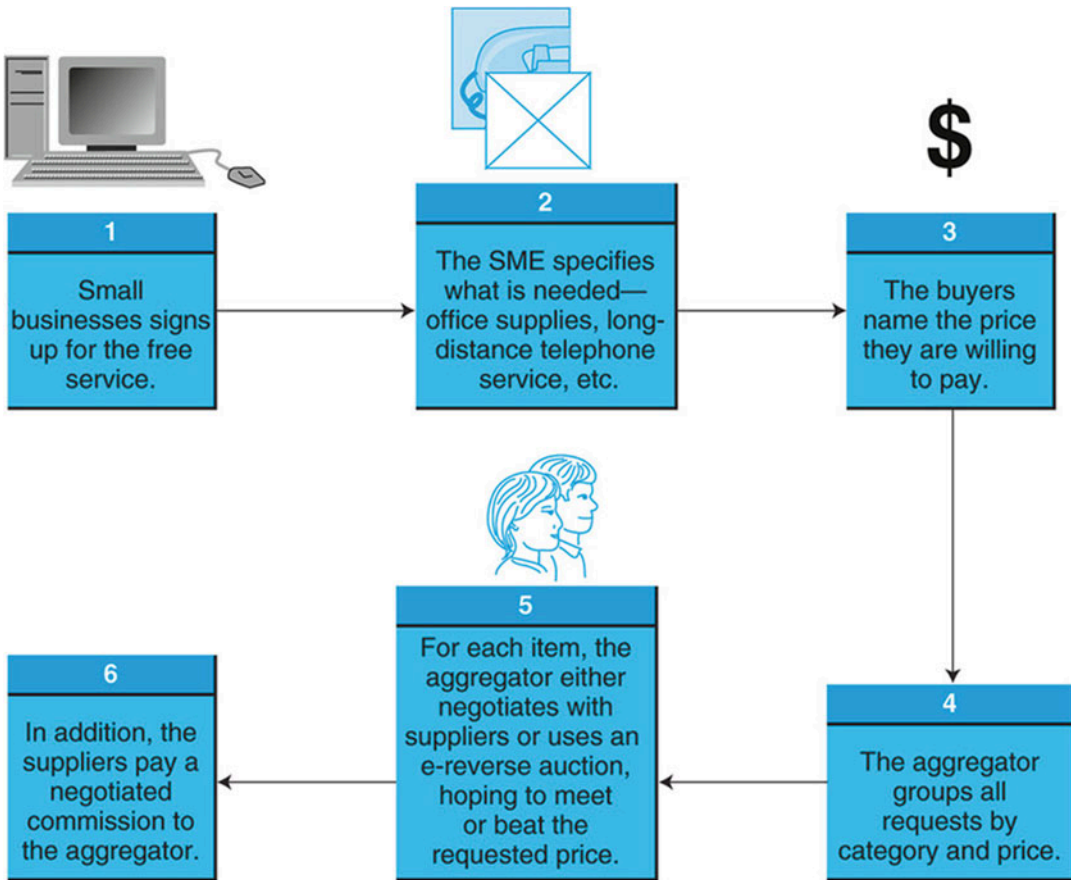 $
1
Small
businesses signs
up for the free
service.
2
The SME specifies
what is needed—
office supplies, long-
distance telephone
service, etc.
3
The buyers
name the price
they are willing
to pay.
4
The aggregator
groups all
requests by
category and price.
5
For each item, the
aggregator either
negotiates with
suppliers or uses an
e-reverse auction,
hoping to meet
or beat the
requested price.
6
In addition, the
suppliers pay a
negotiated
commission to
the aggregator.